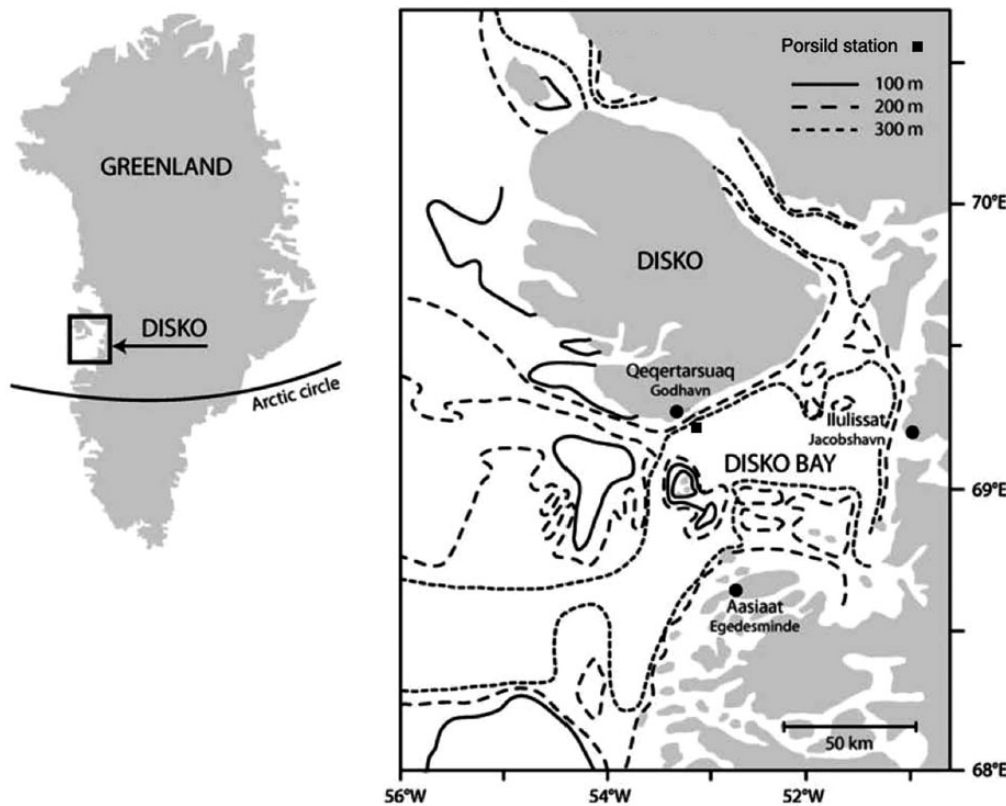 GREENLAND
DISKO
Arctic circle
Porsild station
100 m
200 m
300 m
70°E
DISKO
Qeqertarsuaq
Godhavn
Ilulissat
Jacobshavn
DISKO BAY
69°E
Aasiaat
Egedesminde
50 km
68°E
56°W
54°W
52°W